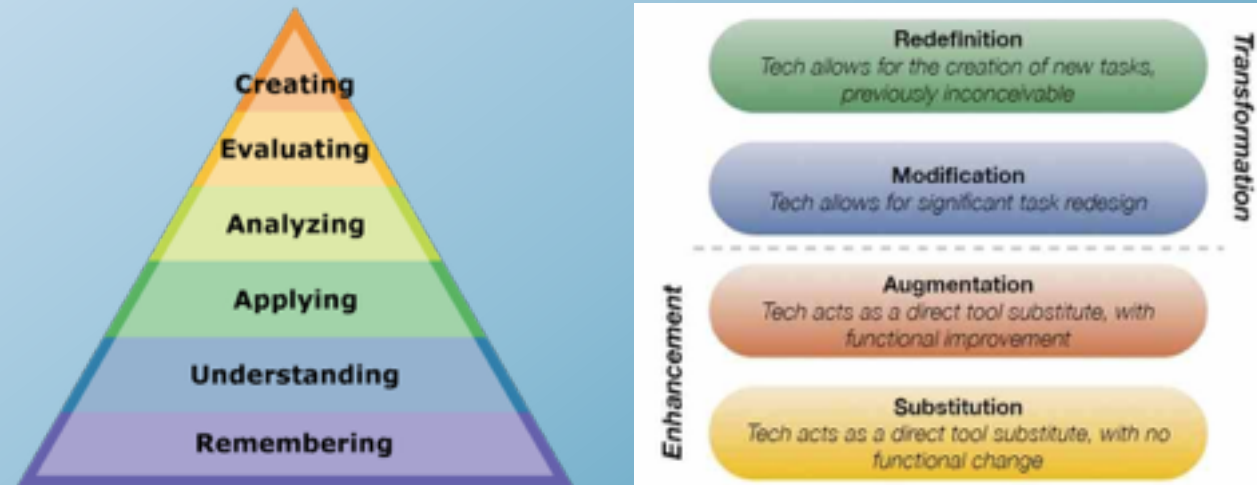 Creating
Evaluating
Analyzing
Applying
Understanding
Remembering
Redefinition
Tech allows for the creation of new tasks,
previously inconceivable
Modification
Tech allows for significant task redesign
Transformation
Augmentation
Tech acts as a direct tool substitute, with
functional improvement
Substitution
Tech acts as a direct tool substitute, with no
functional change
Enhancement